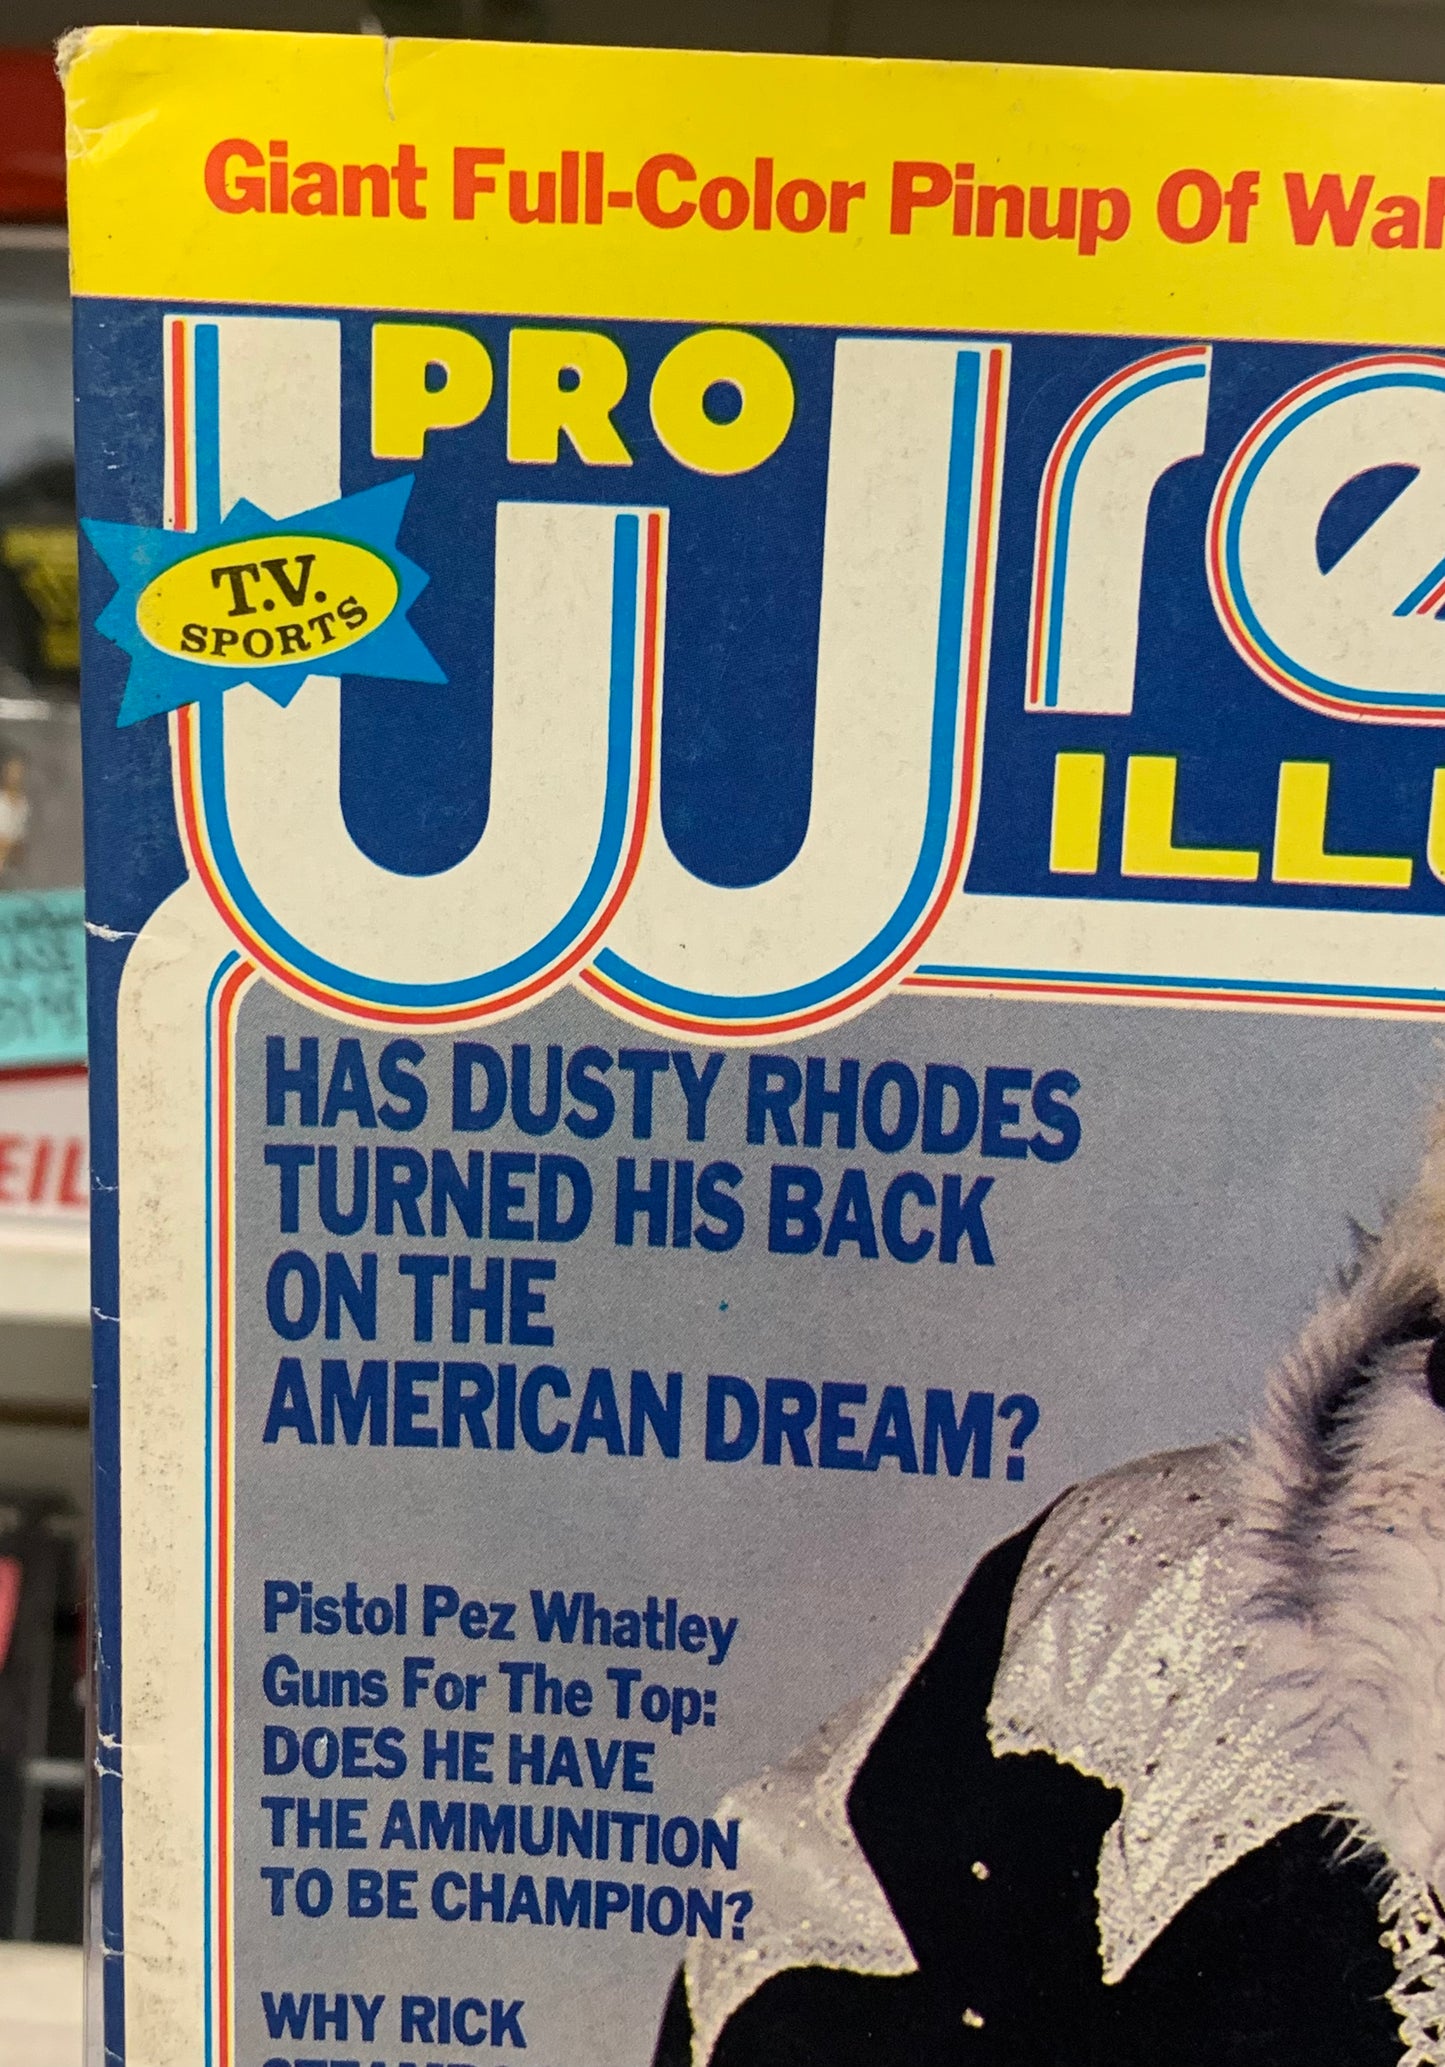 Giant Full-Color Pinup Of
PRO
T.V.
SPORTS
HAS DUSTY RHODES
TURNED HIS BACK
ON THE
AMERICAN DREAM?
Pistol Pez Whatley
Guns For The Top:
DOES HE HAVE
THE AMMUNITION
TO BE CHAMPION?
WHY RICK